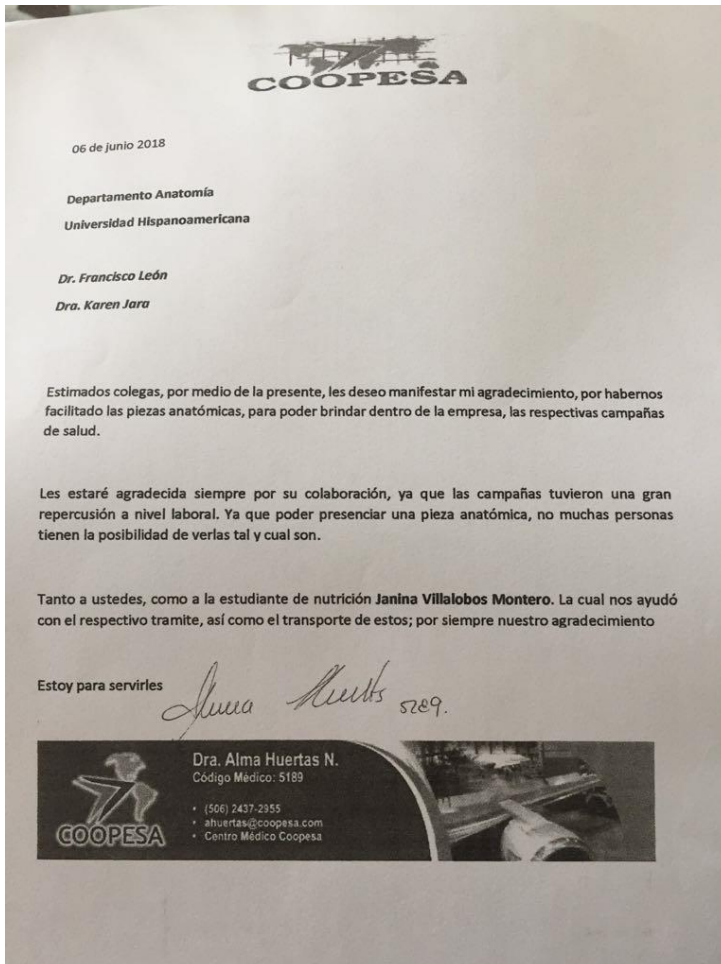 COOPESA
06 de junio 2018
Departamento Anatomía
Universidad Hispanoamericana
Dr. Francisco León
Dra. Karen Jara
Estimados colegas, por medio de la presente, les deseo manifestar mi agradecimiento, por habernos
facilitado las piezas anatómicas, para poder brindar dentro de la empresa, las respectivas campañas
de salud.
Les estaré agradecida siempre por su colaboración, ya que las campañas tuvieron una gran
repercusión a nivel laboral. Ya que poder presenciar una pieza anatómica, no muchas personas
tienen la posibilidad de verlas tal y cual son.
Tanto a ustedes, como a la estudiante de nutrición Janina Villalobos Montero. La cual nos ayudó
con el respectivo tramite, así como el transporte de estos; por siempre nuestro agradecimiento
Estoy para servirles
COOPESA
Dra. Alma Huertas N.
Código Médico: 5189
• (506) 2437-2955
• ahuertas@coopesa.com
• Centro Médico Coopesa